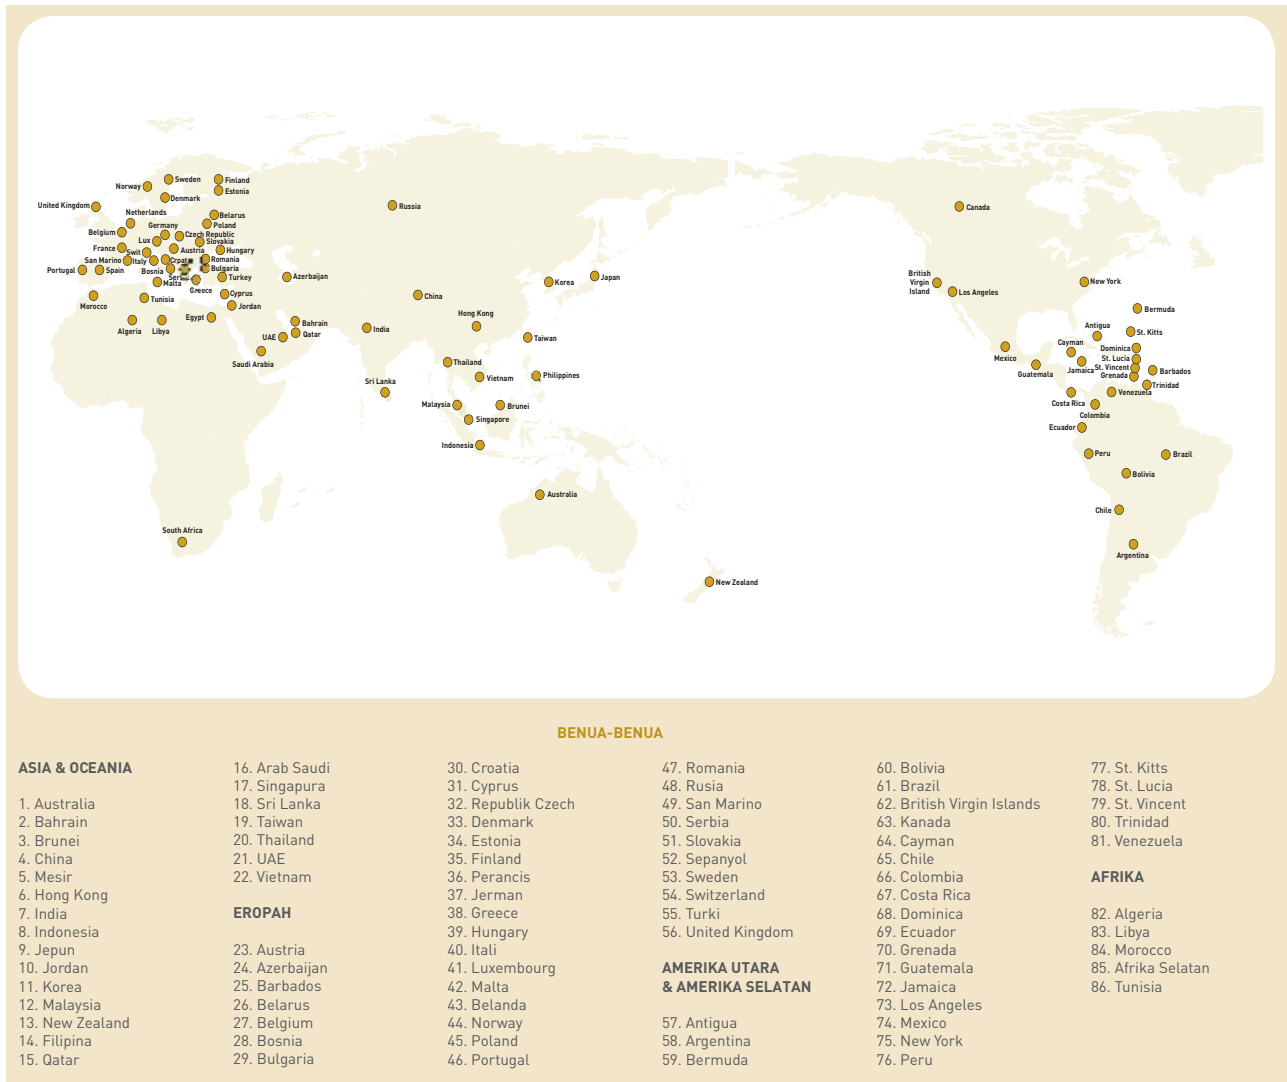 Sweden
Finland
Norway
Estonia
Denmark
United Kingdom
Russia
Canada
Netherlands
Belarus
Belgium
Germany
Poland
Czech Republic
Lux
Slovakia
France
Swit
Austria
Hungary
San Marino
Italy
Croat
Romania
Portugal
Spain
Bosnia
Bulgaria
Ser
Malta
Turkey
Azerbaijan
Korea
Japan
British
Virgin
Island
New York
Greece
Los Angeles
Morocco
Tunisia
Cyprus
China
Jordan
Bermuda
Algeria
Libya
Egypt
Bahrain
Hong Kong
Antigua
UAE
Qatar
India
Taiwan
St. Kitts
Cayman
Dominica
Saudi Arabia
Thailand
Mexico
St. Lucia
Guatemala
Jamaica
St. Vincent
Barbados
Sri Lanka
Vietnam
Philippines
Grenada
Trinidad
Venezuela
Malaysia
Brunei
Costa Rica
Singapore
Colombia
Ecuador
Indonesia
Peru
Brazil
Bolivia
Australia
Chile
South Africa
Argentina
New Zealand
BENUA-BENUA
ASIA & OCEANIA
1. Australia
2. Bahrain
3. Brunei
4. China
5. Mesir
6. Hong Kong
7. India
8. Indonesia
9. Jepun
10. Jordan
11. Korea
12. Malaysia
13. New Zealand
14. Filipina
15. Qatar
16. Arab Saudi
17. Singapura
18. Sri Lanka
19. Taiwan
20. Thailand
21. UAE
22. Vietnam
EROPAH
23. Austria
24. Azerbaijan
25. Barbados
26. Belarus
27. Belgium
28. Bosnia
29. Bulgaria
30. Croatia
31. Cyprus
32. Republik Czech
33. Denmark
34. Estonia
35. Finland
36. Perancis
37. Jerman
38. Greece
39. Hungary
40. Itali
41. Luxembourg
42. Malta
43. Belanda
44. Norway
45. Poland
46. Portugal
47. Romania
48. Rusia
49. San Marino
50. Serbia
51. Slovakia
52. Sepanyol
53. Sweden
54. Switzerland
55. Turki
56. United Kingdom
AMERIKA UTARA
& AMERIKA SELATAN
57. Antigua
58. Argentina
59. Bermuda
60. Bolivia
61. Brazil
62. British Virgin Islands
63. Kanada
64. Cayman
65. Chile
66. Colombia
67. Costa Rica
68. Dominica
69. Ecuador
70. Grenada
71. Guatemala
72. Jamaica
73. Los Angeles
74. Mexico
75. New York
76. Peru
77. St. Kitts
78. St. Lucia
79. St. Vincent
80. Trinidad
81. Venezuela
AFRIKA
82. Algeria
83. Libya
84. Morocco
85. Afrika Selatan
86. Tunisia